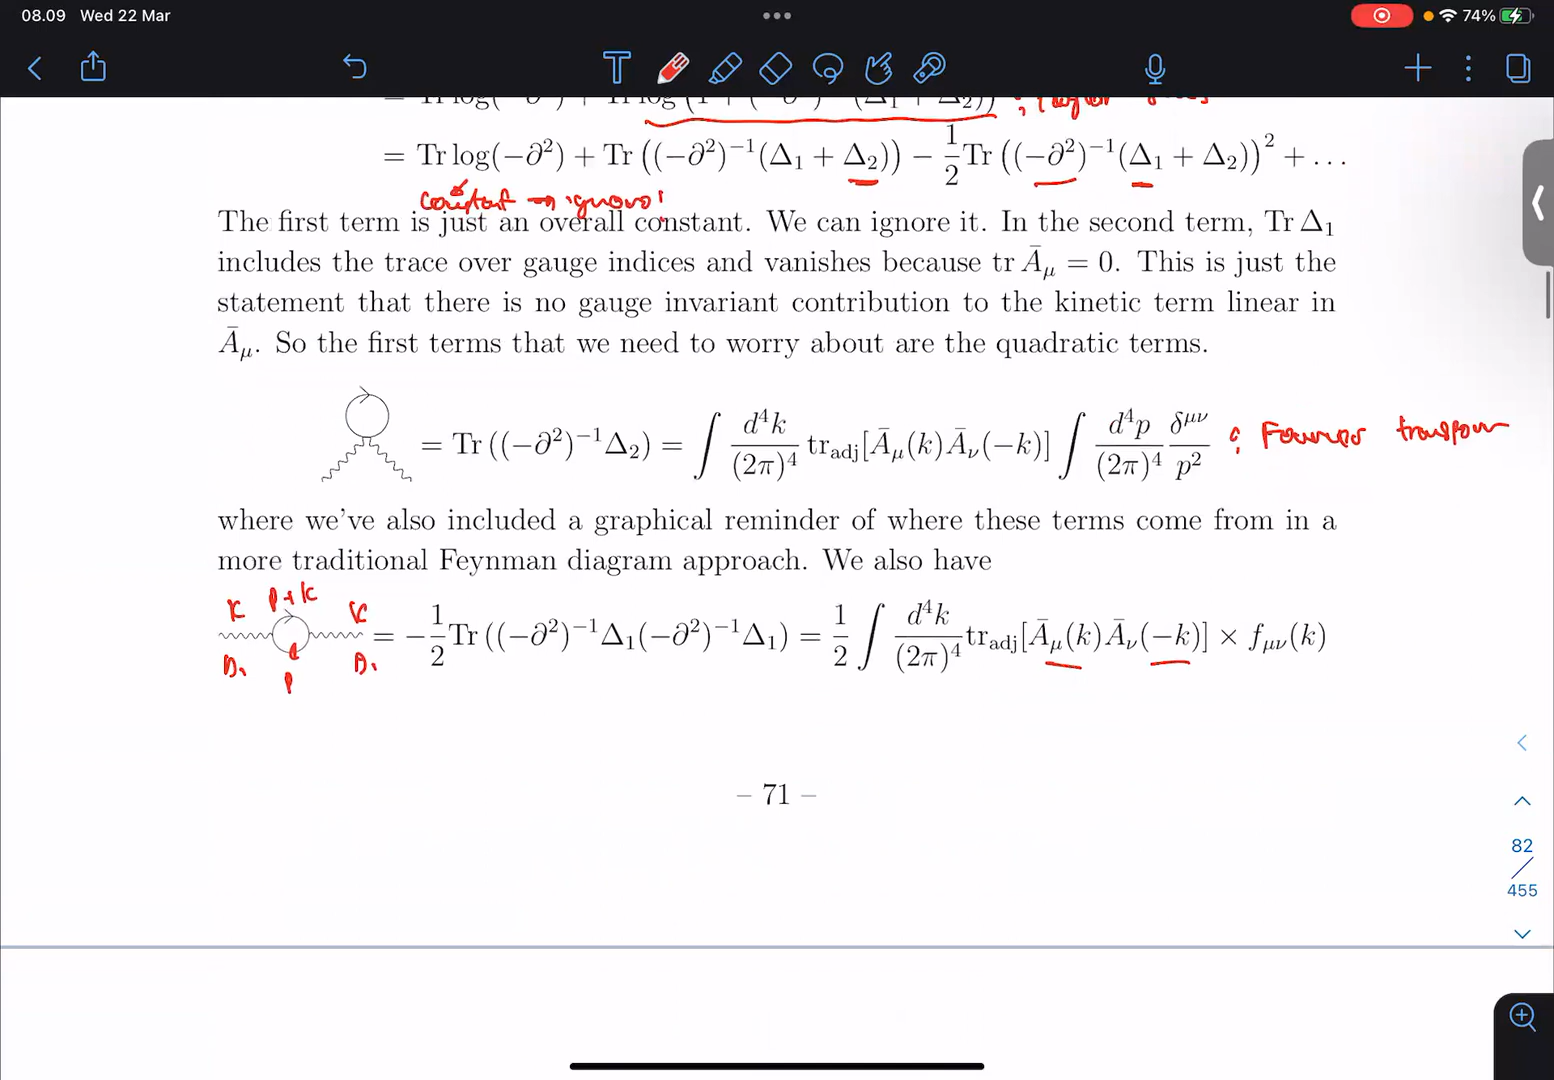 08.09 Wed 22 Mar
74%
= Tr log(−∂²) + Tr ((−∂²)⁻¹(Δ₁ + Δ₂)) − 1/2 Tr ((−∂²)⁻¹(Δ₁ + Δ₂))² + …
constant → ignore!
The first term is just an overall constant. We can ignore it. In the second term, Tr Δ₁
includes the trace over gauge indices and vanishes because tr Āμ = 0. This is just the
statement that there is no gauge invariant contribution to the kinetic term linear in
Āμ. So the first terms that we need to worry about are the quadratic terms.
= Tr ((−∂²)⁻¹Δ₂) = ∫ d⁴k/(2π)⁴ tr_adj[Āμ(k)Āν(−k)] ∫ d⁴p/(2π)⁴ δ^μν/p² ; Fourier transform
where we've also included a graphical reminder of where these terms come from in a
more traditional Feynman diagram approach. We also have
k p+k k
= −1/2 Tr ((−∂²)⁻¹Δ₁(−∂²)⁻¹Δ₁) = 1/2 ∫ d⁴k/(2π)⁴ tr_adj[Āμ(k)Āν(−k)] × fμν(k)
Δ₁ p Δ₁
– 71 –
82
455